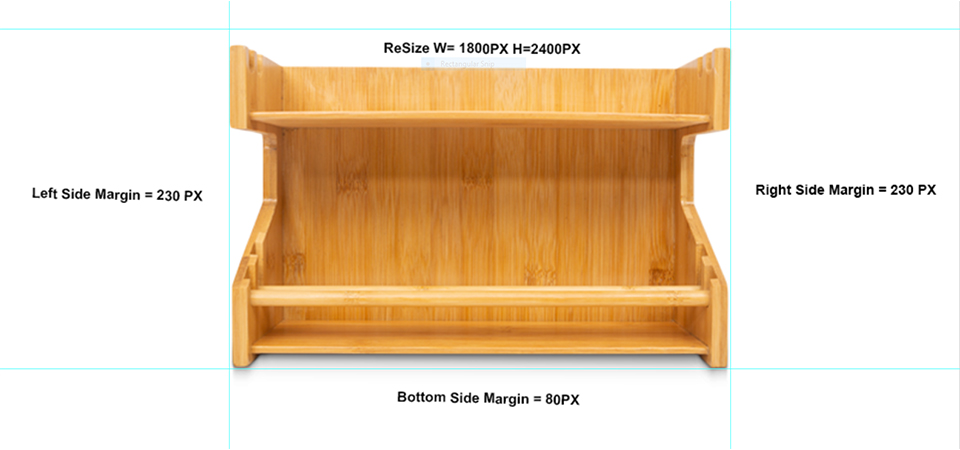 ReSize W= 1800PX H=2400PX
Left Side Margin = 230 PX
Right Side Margin = 230 PX
Bottom Side Margin = 80PX